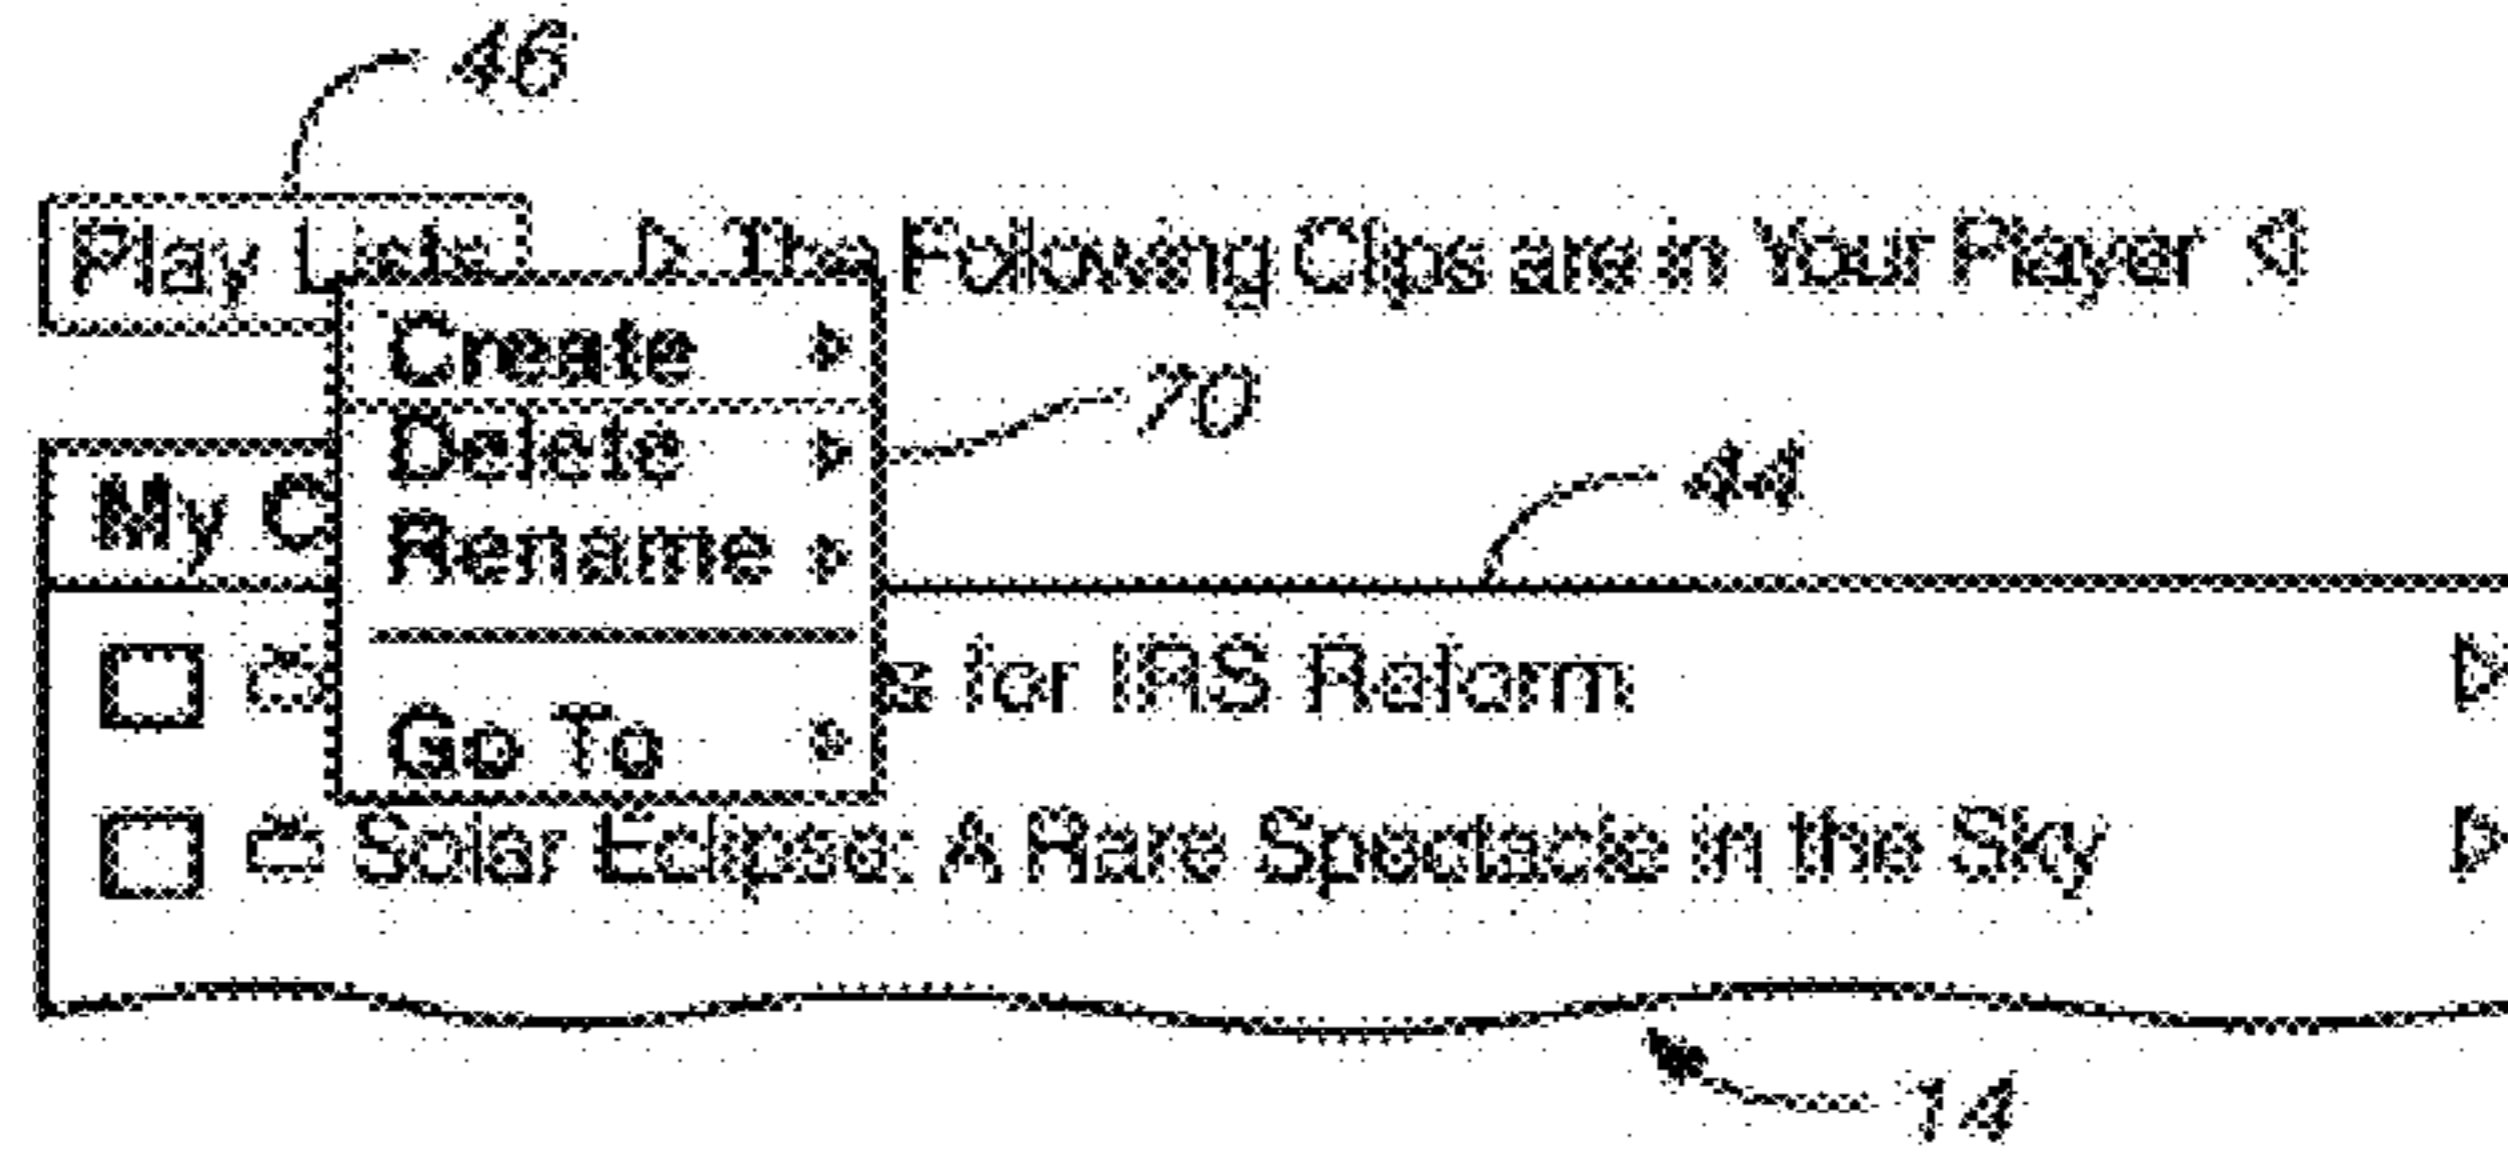 46
Play Lists ▷ The Following Clips are in Your Player ◁
Create ▶
Delete ▶
70
44
My C
Rename ▶
s for IRS Reform ▷
Go To ▶
Solar Eclipse: A Rare Spectacle in the Sky ▷
14